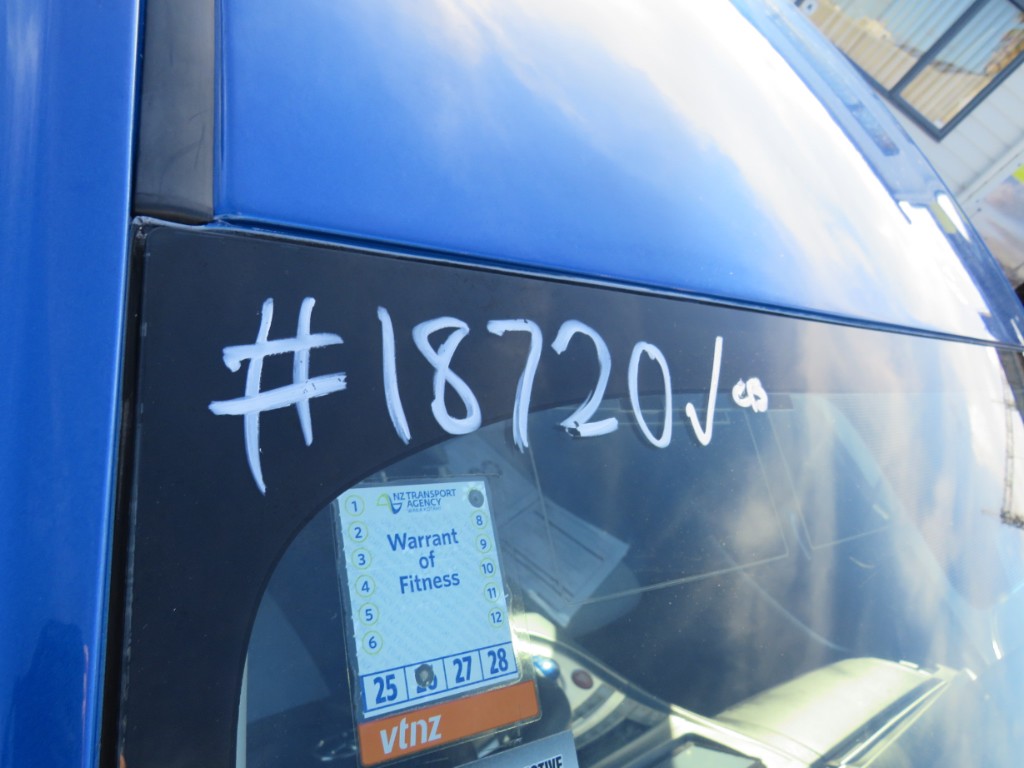 #18720✓
NZ TRANSPORT
AGENCY
1
2
3
4
5
6
8
9
10
11
12
Warrant
of
Fitness
25 27 28
vtnz